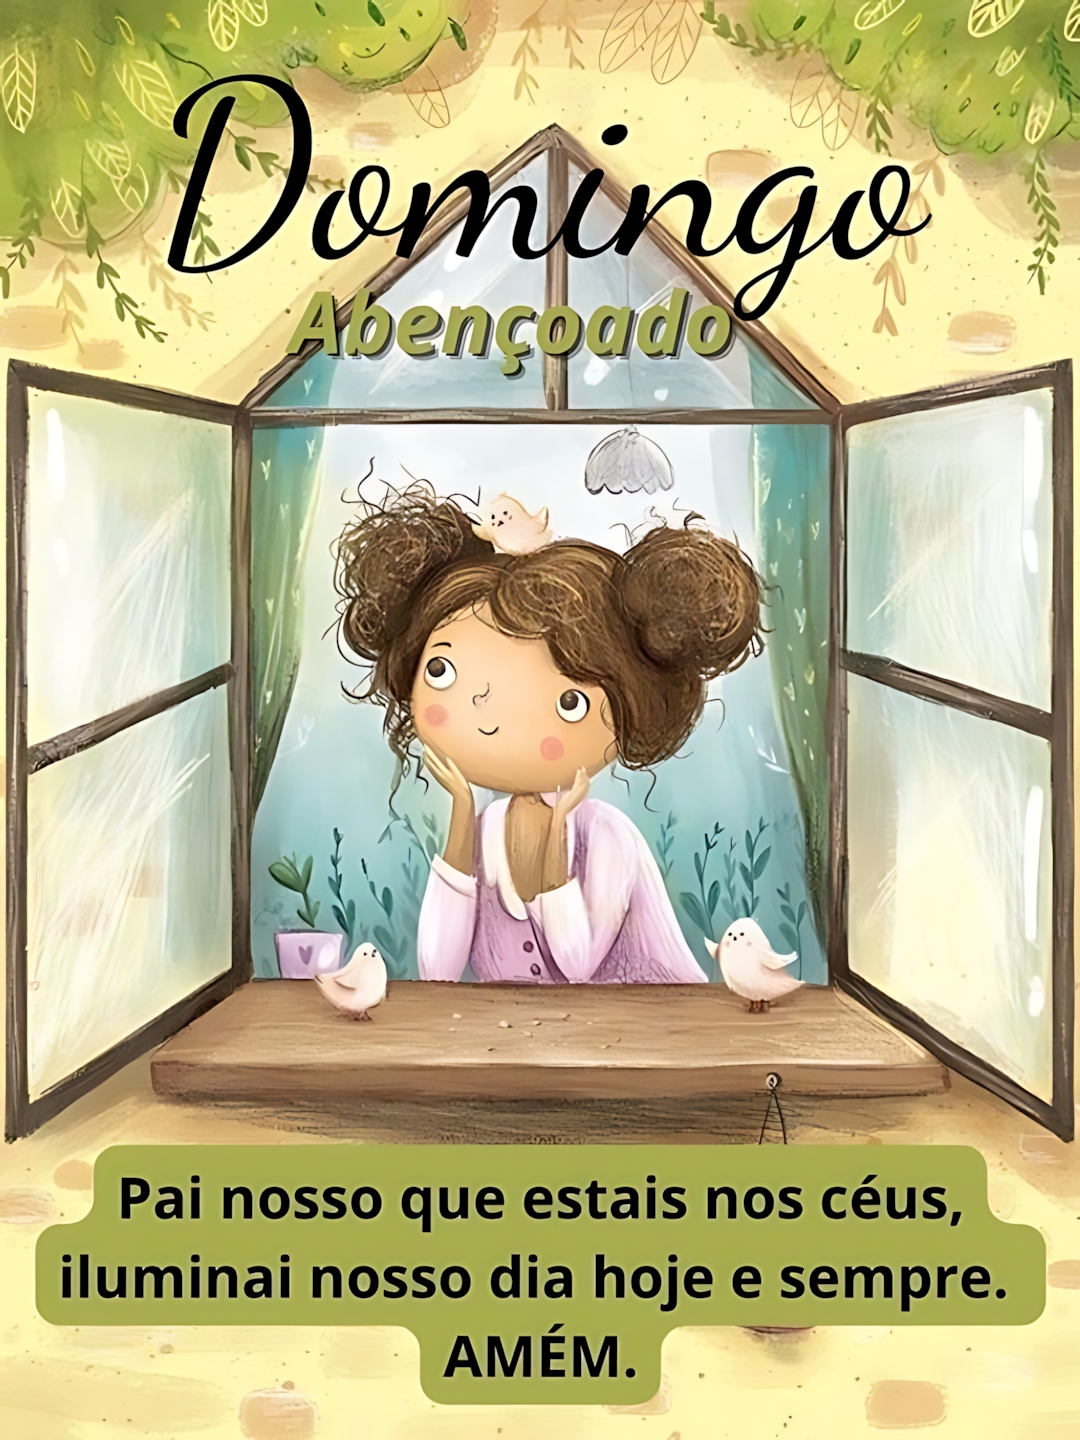 Domingo
Abençoado
Pai nosso que estais nos céus,
iluminai nosso dia hoje e sempre.
AMÉM.